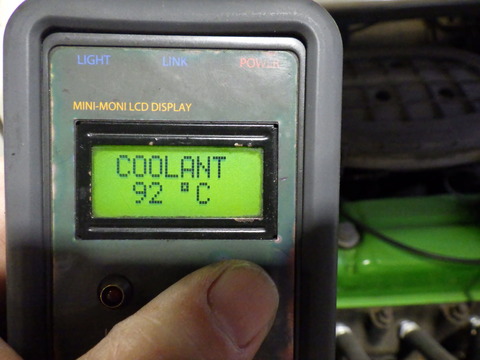 LIGHT LINK POWER
MINI-MONI LCD DISPLAY
COOLANT
92 °C